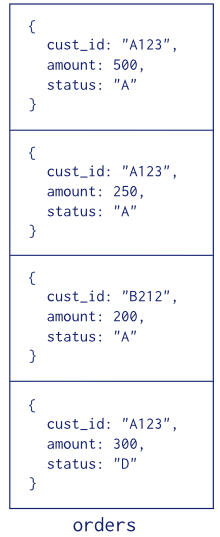 {
cust_id: "A123",
amount: 500,
status: "A"
}
{
cust_id: "A123",
amount: 250,
status: "A"
}
{
cust_id: "B212",
amount: 200,
status: "A"
}
{
cust_id: "A123",
amount: 300,
status: "D"
}
orders